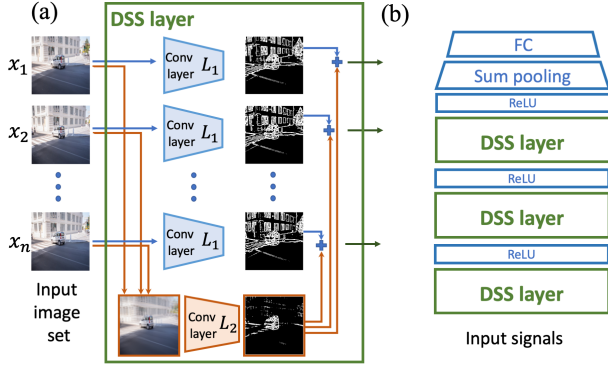 (a)
DSS layer
x₁
Conv
layer L₁
x₂
Conv
layer L₁
xₙ
Conv
layer L₁
Input
image
set
Conv
layer L₂
(b)
FC
Sum pooling
ReLU
DSS layer
ReLU
DSS layer
ReLU
DSS layer
Input signals